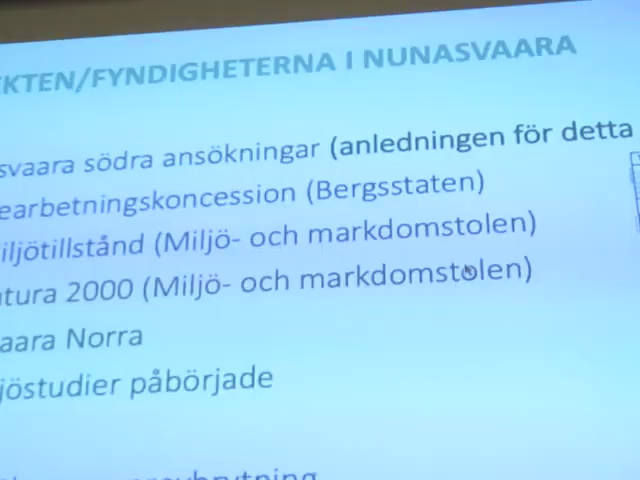 EKTEN/FYNDIGHETERNA I NUNASVAARA
svaara södra ansökningar (anledningen för detta
earbetningskoncession (Bergsstaten)
iljötillstånd (Miljö- och markdomstolen)
tura 2000 (Miljö- och markdomstolen)
aara Norra
jöstudier påbörjade